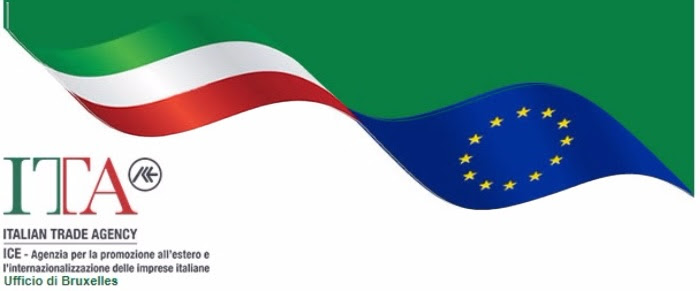 ITA
ITALIAN TRADE AGENCY
ICE - Agenzia per la promozione all'estero e
l'internazionalizzazione delle imprese italiane
Ufficio di Bruxelles